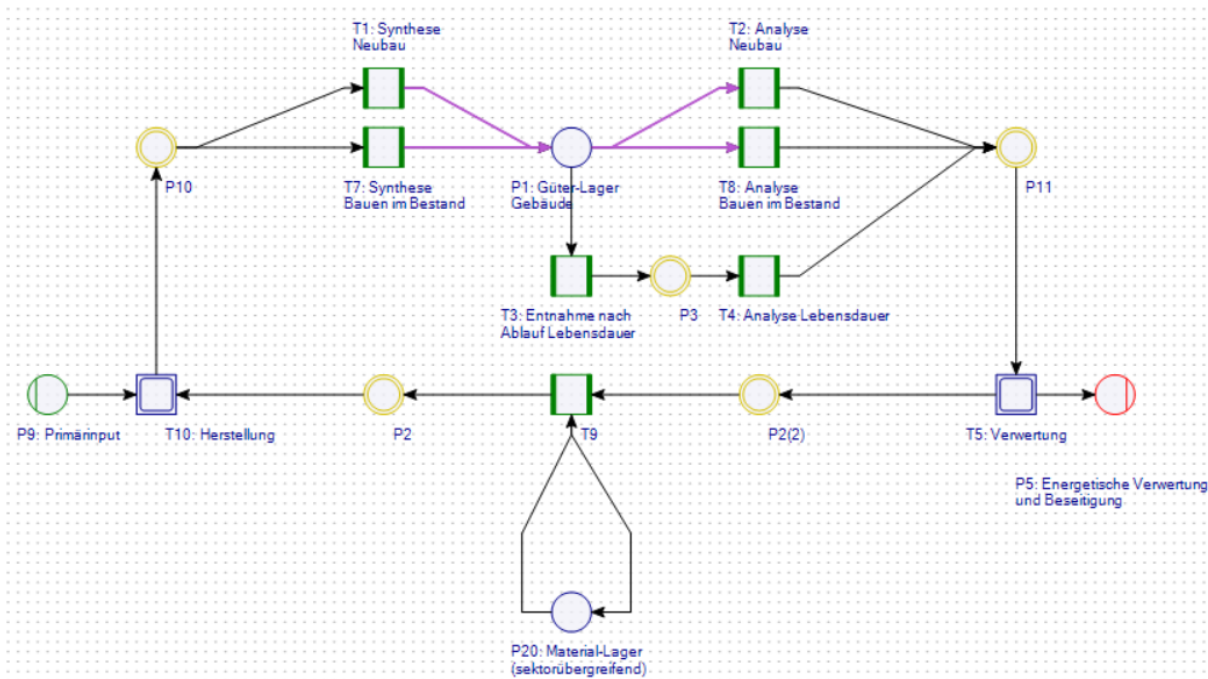 T1: Synthese
Neubau
T2: Analyse
Neubau
P10
T7: Synthese
Bauen im Bestand
P1: Güter-Lager
Gebäude
T8: Analyse
Bauen im Bestand
P11
T3: Entnahme nach
Ablauf Lebensdauer
P3
T4: Analyse Lebensdauer
P9: Primärinput
T10: Herstellung
P2
T9
P2(2)
T5: Verwertung
P5: Energetische Verwertung
und Beseitigung
P20: Material-Lager
(sektorübergreifend)